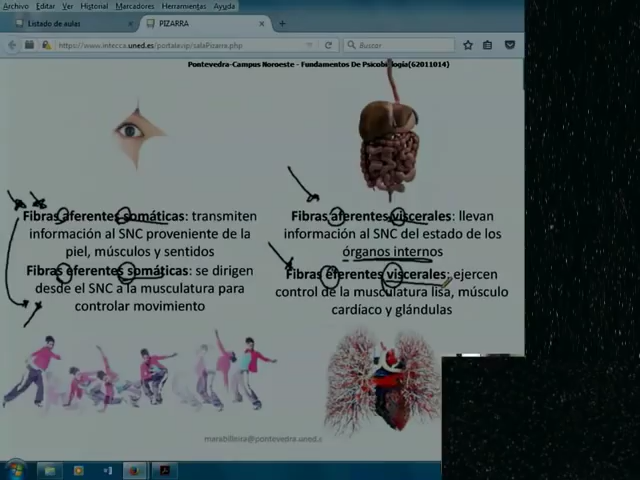 Archivo Editar Ver Historial Marcadores Herramientas Ayuda
Listado de aulas
PIZARRA
https://www.intecca.uned.es/portalavip/salaPizarra.php
Buscar
Pontevedra-Campus Noroeste - Fundamentos De Psicobiología(62011014)
Fibras aferentes somáticas: transmiten
información al SNC proveniente de la
piel, músculos y sentidos
Fibras eferentes somáticas: se dirigen
desde el SNC a la musculatura para
controlar movimiento
Fibras aferentes viscerales: llevan
información al SNC del estado de los
órganos internos
Fibras eferentes viscerales: ejercen
control de la musculatura lisa, músculo
cardíaco y glándulas